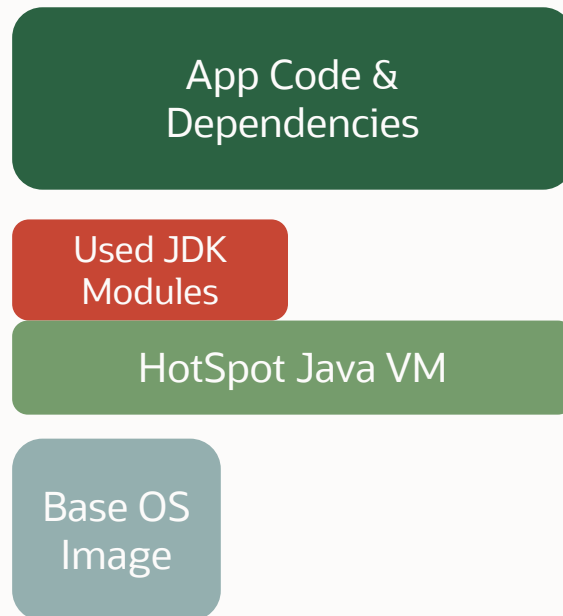 App Code &
Dependencies
Used JDK
Modules
HotSpot Java VM
Base OS
Image